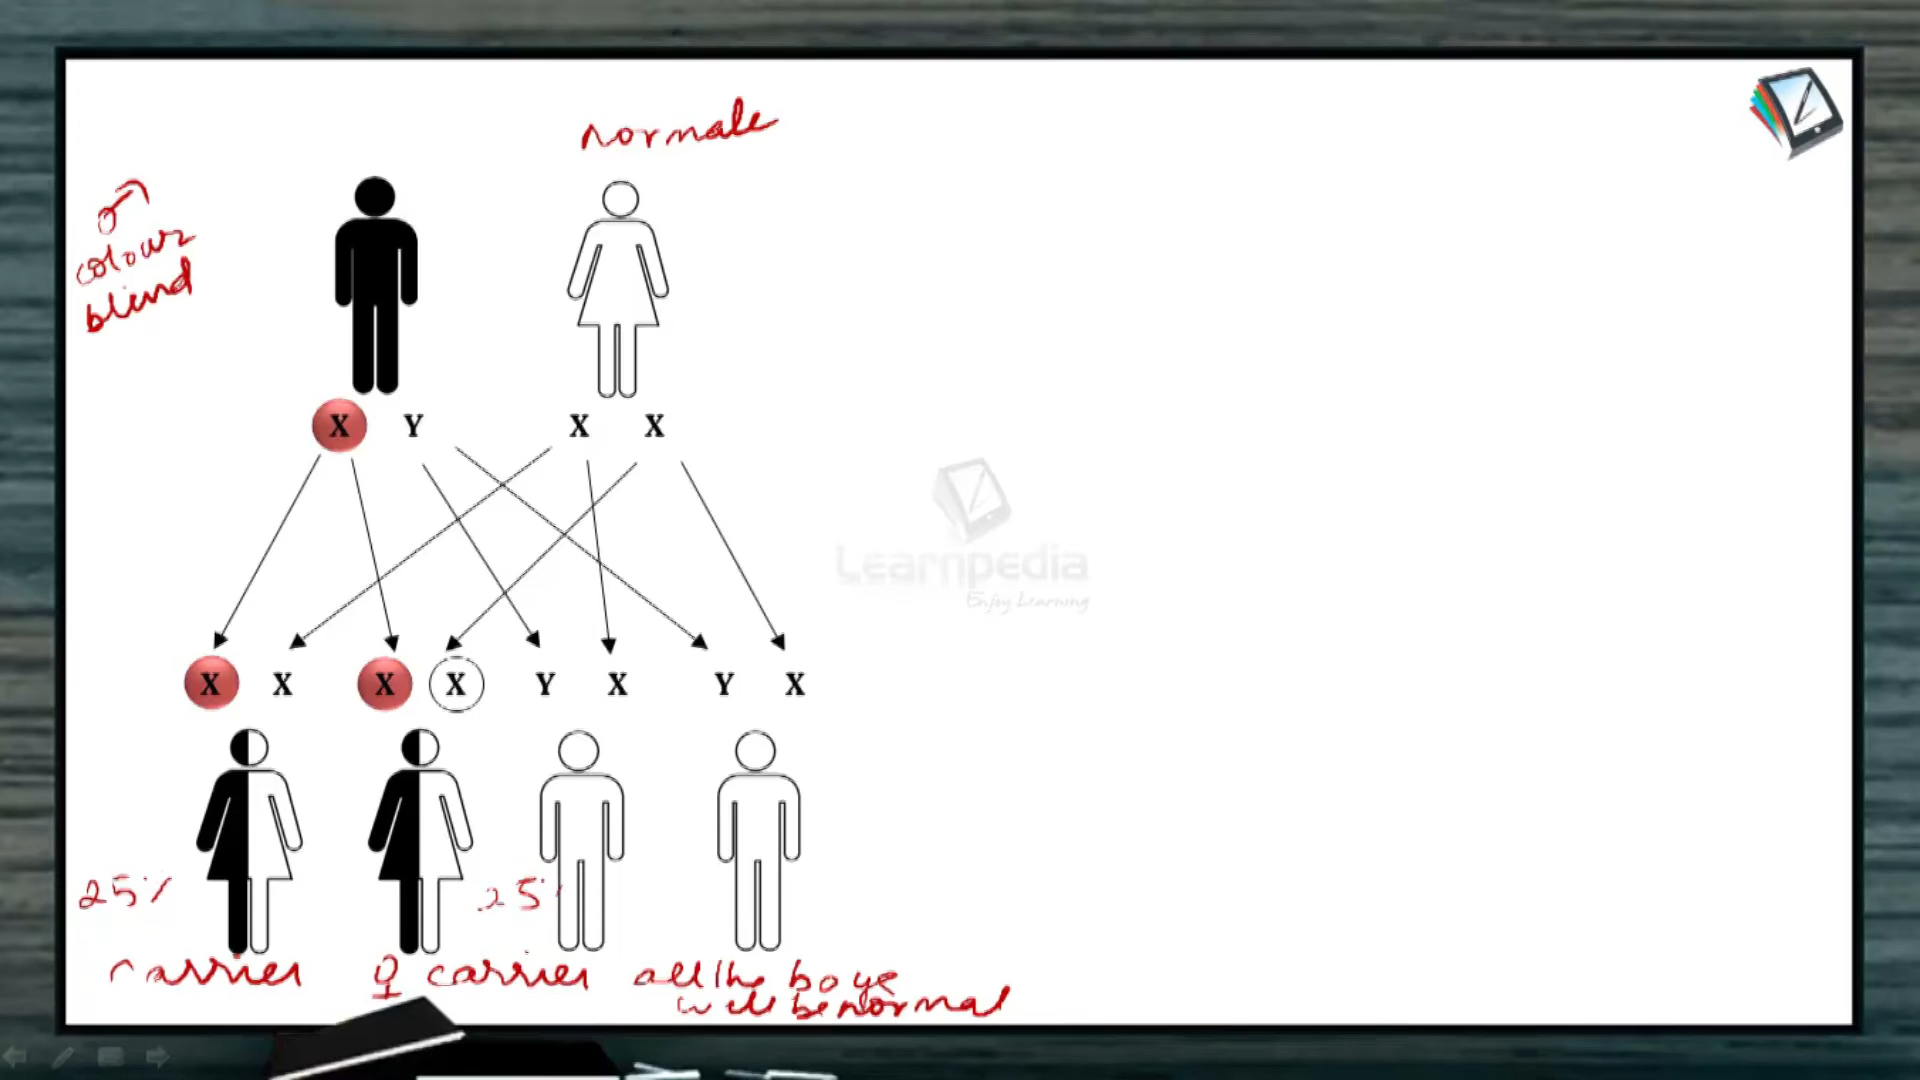 normale
colour
blind
X Y X X
Learnpedia
Enjoy Learning
X X X X Y X Y X
25% 25%
carrier ♀ carrier all the boys
will be normal